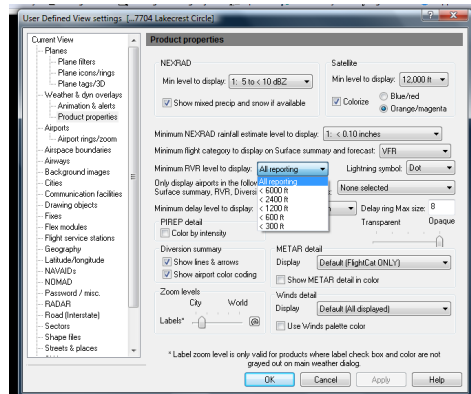 User Defined View settings [...7704 Lakecrest Circle]
Current View
Planes
Plane filters
Plane icons/rings
Plane tags/3D
Weather & dyn overlays
Animation & alerts
Product properties
Airports
Airport rings/zoom
Airspace boundaries
Airways
Background images
Cities
Communication facilities
Drawing objects
Fixes
Flex modules
Flight service stations
Geography
Latitude/longitude
NAVAIDs
NOMAD
Password / misc.
RADAR
Road (Interstate)
Sectors
Shape files
Streets & places
Product properties
NEXRAD
Min level to display: 1: 5 to < 10 dBZ
Show mixed precip and snow if available
Satellite
Min level to display: 12,000 ft
Colorize
Blue/red
Orange/magenta
Minimum NEXRAD rainfall estimate level to display: 1: < 0.10 inches
Minimum flight category to display on Surface summary and forecast: VFR
Minimum RVR level to display: All reporting
Lightning symbol: Dot
All reporting
< 6000 ft
< 2400 ft
< 1200 ft
< 600 ft
< 300 ft
Only display airports in the follow
Surface summary, RVR, Diversi
None selected
Minimum delay level to display:
Delay ring Max size: 8
PIREP detail
Color by intensity
Transparent Opaque
Diversion summary
Show lines & arrows
Show airport color coding
METAR detail
Display Default (FlightCat ONLY)
Show METAR detail in color
Zoom levels
City World
Labels* @
Winds detail
Display Default (All displayed)
Use Winds palette color
* Label zoom level is only valid for products where label check box and color are not
grayed out on main weather dialog.
OK Cancel Apply Help